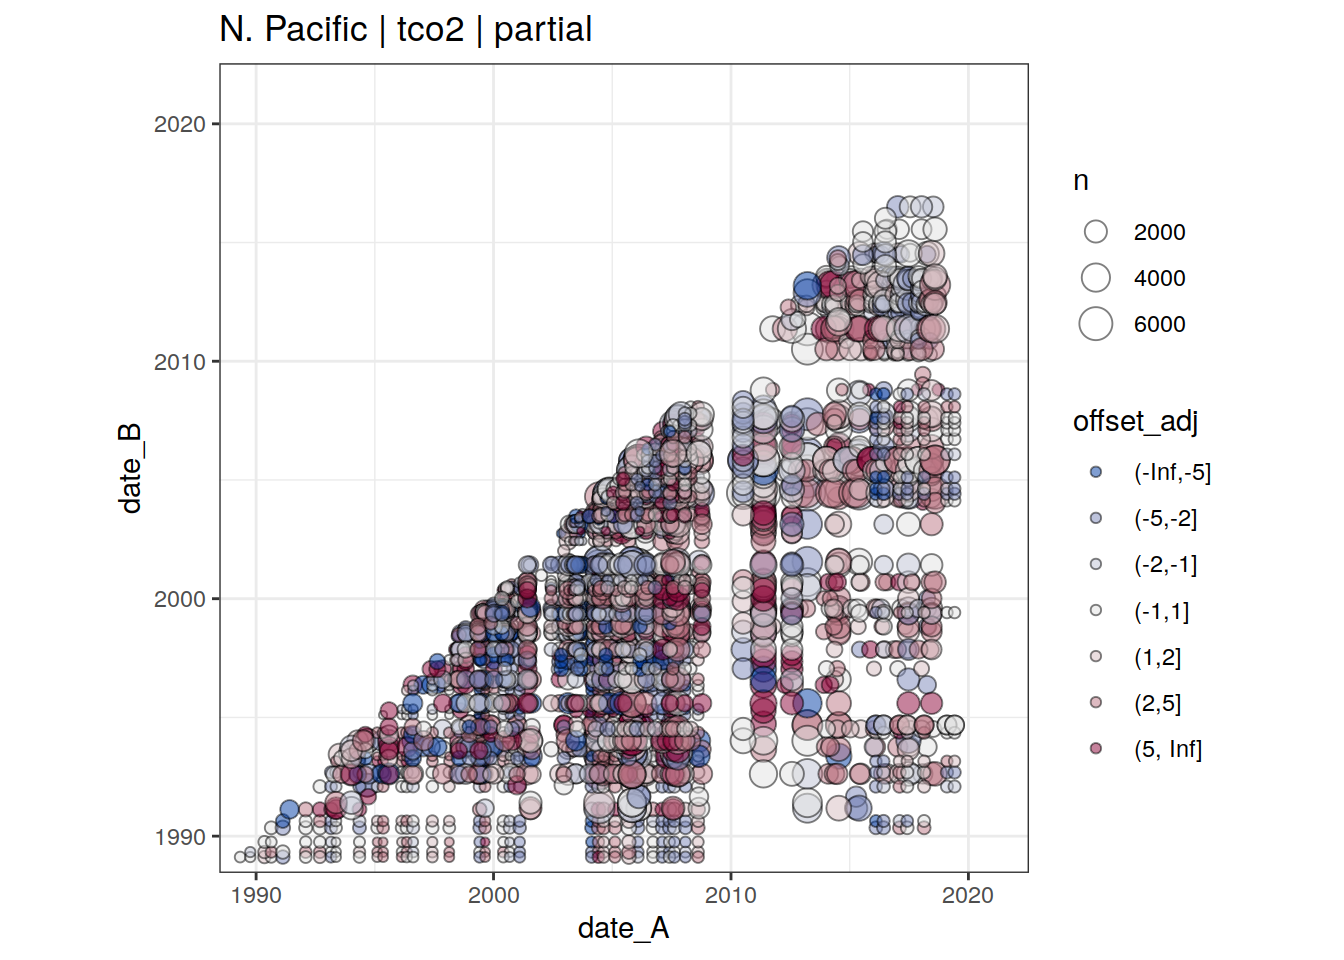 N. Pacific | tco2 | partial
2020
2010
2000
1990
1990
2000
2010
2020
date_A
date_B
n
2000
4000
6000
offset_adj
(-Inf,-5]
(-5,-2]
(-2,-1]
(-1,1]
(1,2]
(2,5]
(5, Inf]